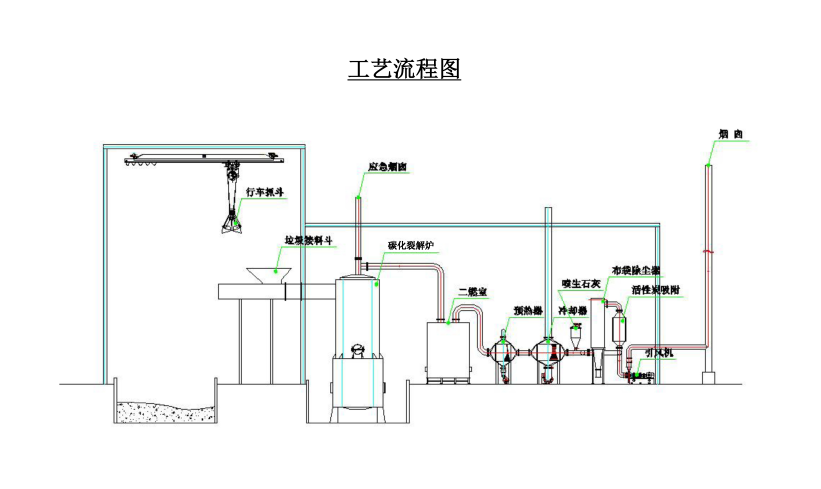 工艺流程图
烟 囱
应急烟囱
行车抓斗
垃圾接料斗
碳化裂解炉
布袋除尘器
喷生石灰
活性炭吸附
二燃室
预热器
冷却器
引风机